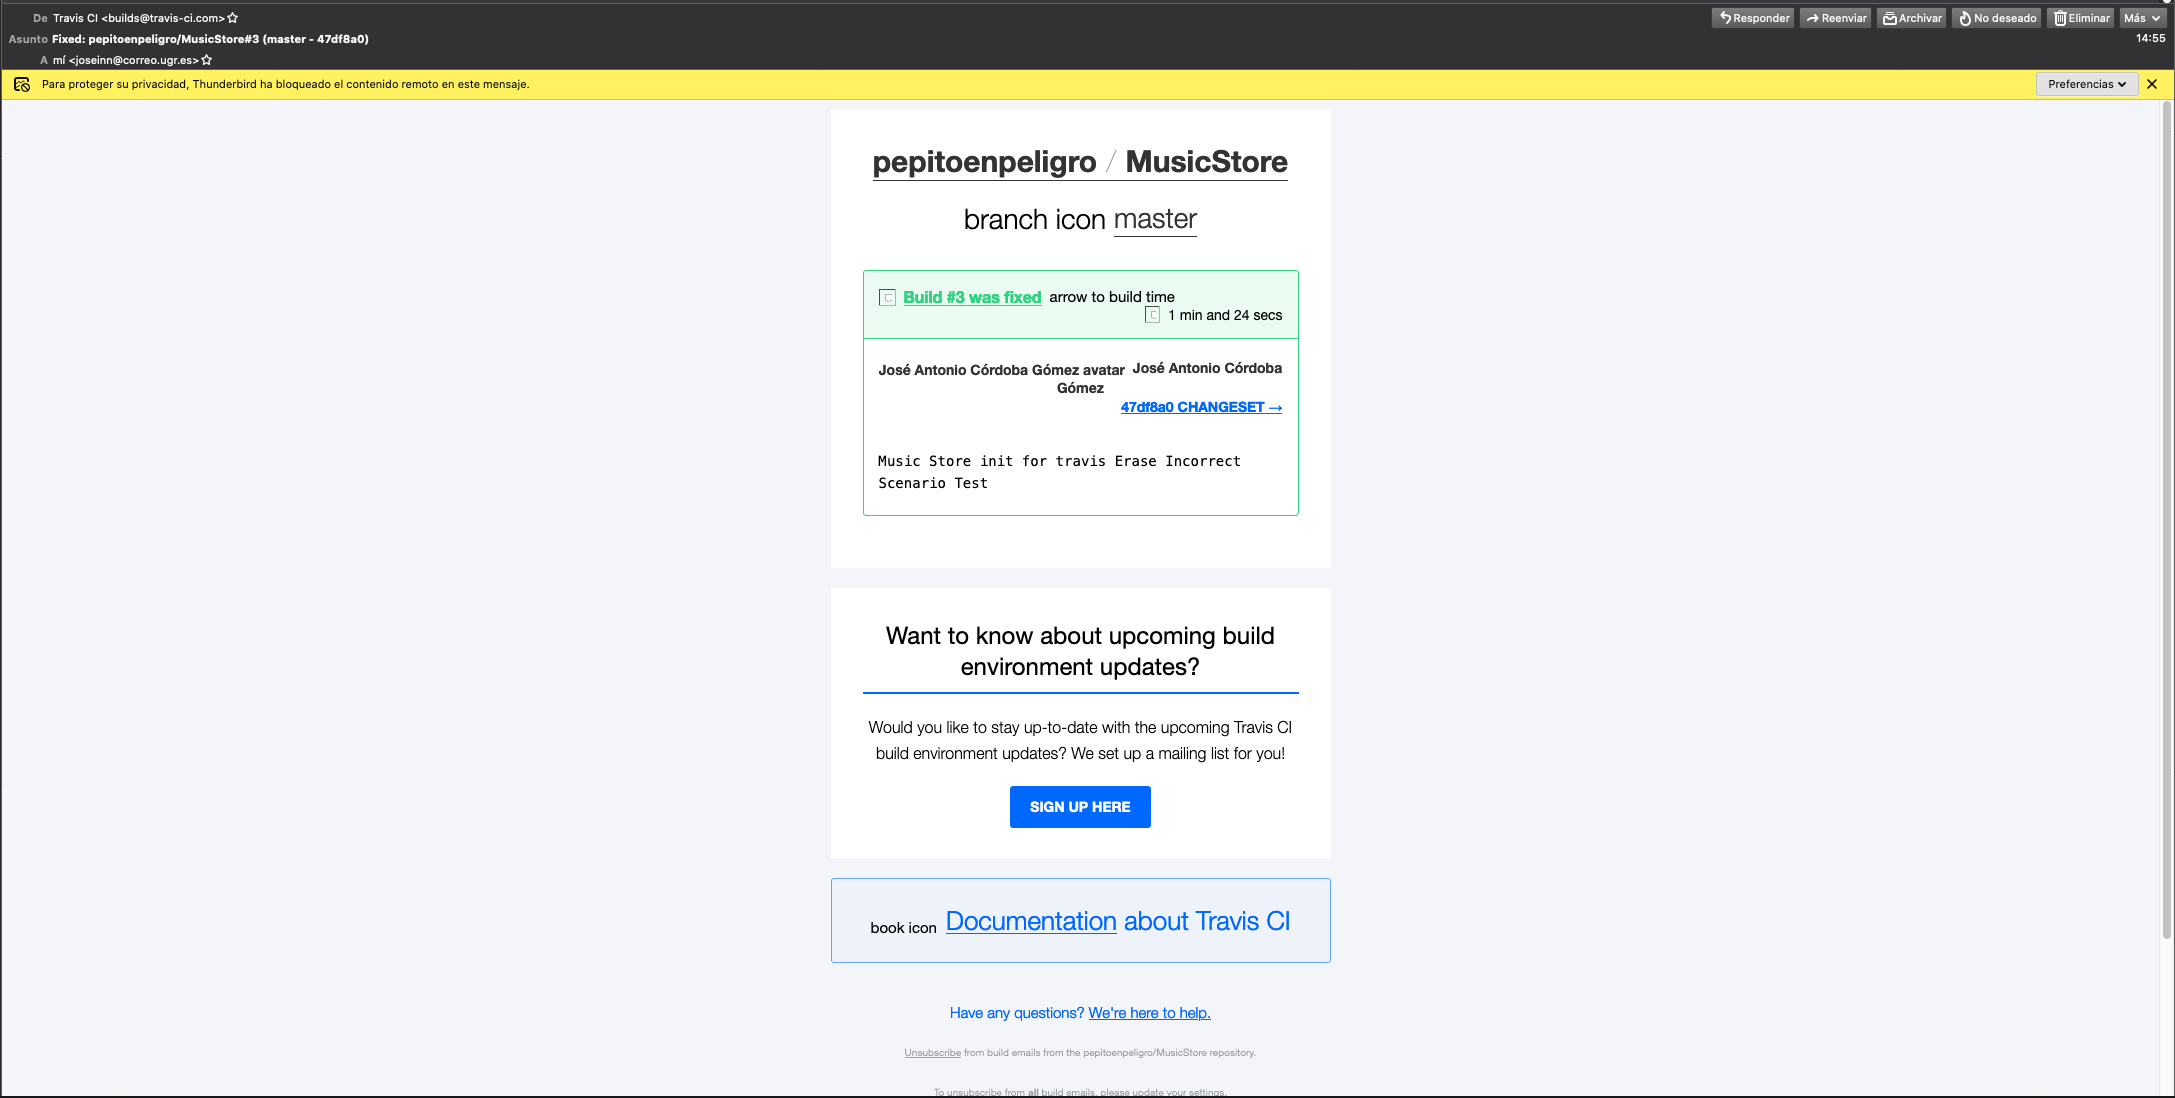 De Travis CI <builds@travis-ci.com>
Responder Reenviar Archivar No deseado Eliminar Más
Asunto Fixed: pepitoenpeligro/MusicStore#3 (master - 47df8a0)
14:55
A mí <joseinn@correo.ugr.es>
Para proteger su privacidad, Thunderbird ha bloqueado el contenido remoto en este mensaje.
Preferencias
pepitoenpeligro / MusicStore
branch icon master
Build #3 was fixed arrow to build time
1 min and 24 secs
José Antonio Córdoba Gómez avatar José Antonio Córdoba
Gómez
47df8a0 CHANGESET →
Music Store init for travis Erase Incorrect
Scenario Test
Want to know about upcoming build
environment updates?
Would you like to stay up-to-date with the upcoming Travis CI
build environment updates? We set up a mailing list for you!
SIGN UP HERE
book icon Documentation about Travis CI
Have any questions? We're here to help.
Unsubscribe from build emails from the pepitoenpeligro/MusicStore repository.
To unsubscribe from all build emails, please update your settings.